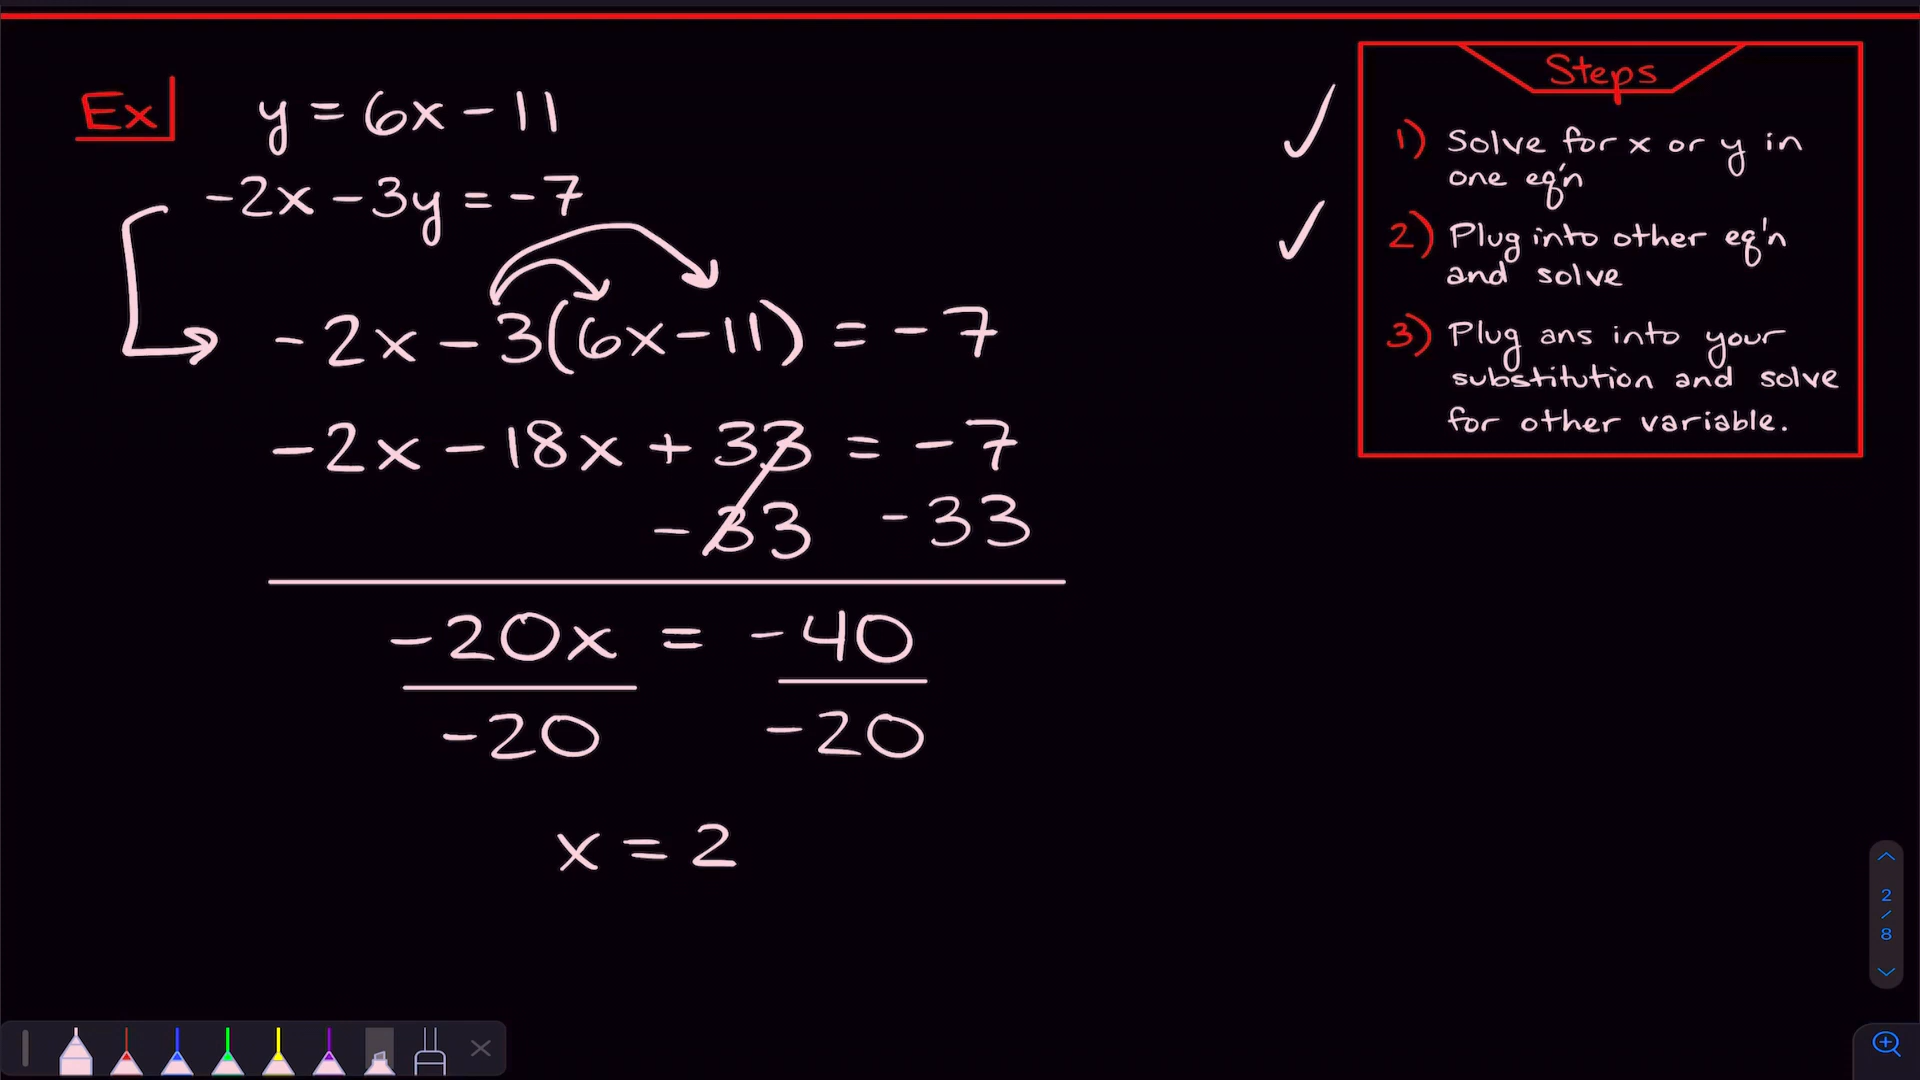 Ex
y = 6x - 11
-2x - 3y = -7
-2x - 3(6x - 11) = -7
-2x - 18x + 33 = -7
-33 -33
-20x = -40
-20 -20
x = 2
Steps
1) Solve for x or y in
one eq'n
2) Plug into other eq'n
and solve
3) Plug ans into your
substitution and solve
for other variable.
2
/
8